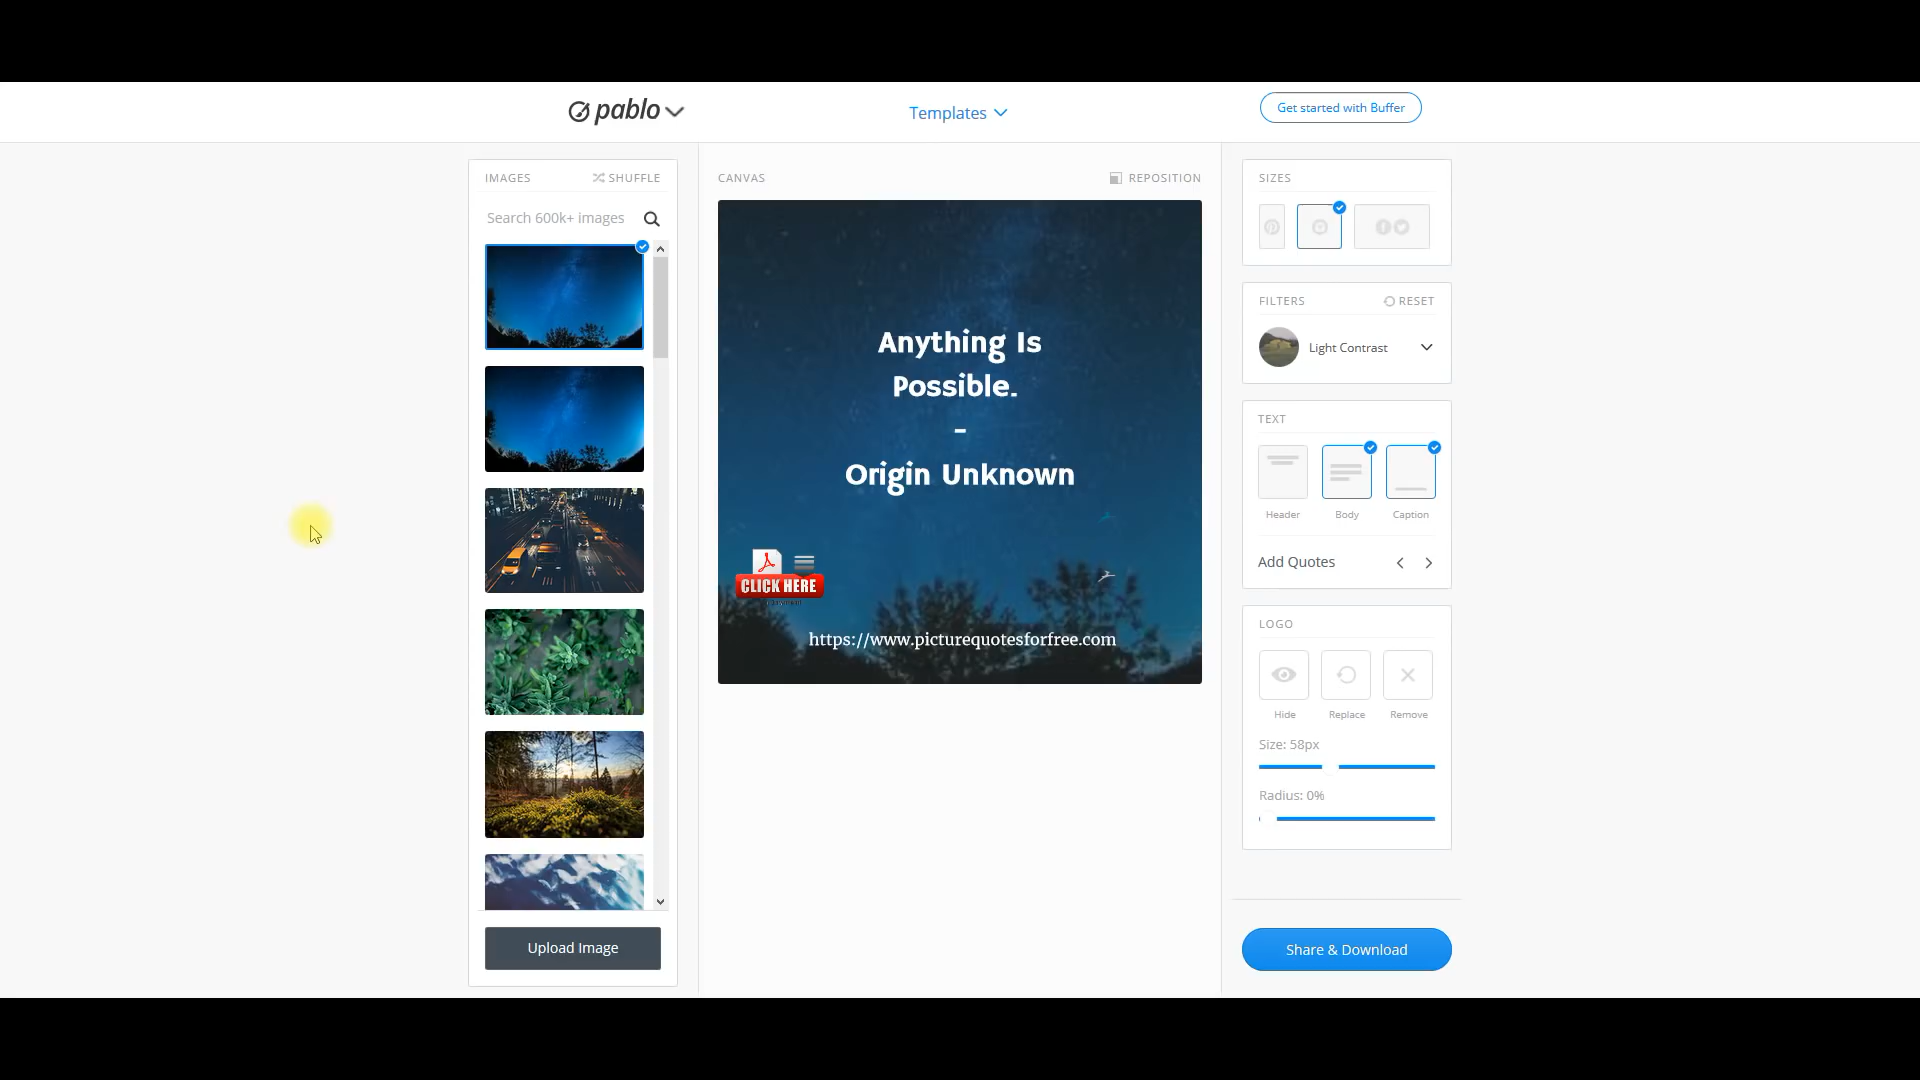 pablo
Templates
Get started with Buffer
IMAGES
SHUFFLE
Search 600k+ images
Upload Image
CANVAS
REPOSITION
Anything Is
Possible.
-
Origin Unknown
CLICK HERE
https://www.picturequotesforfree.com
SIZES
FILTERS
RESET
Light Contrast
TEXT
Header
Body
Caption
Add Quotes
LOGO
Hide
Replace
Remove
Size: 58px
Radius: 0%
Share & Download